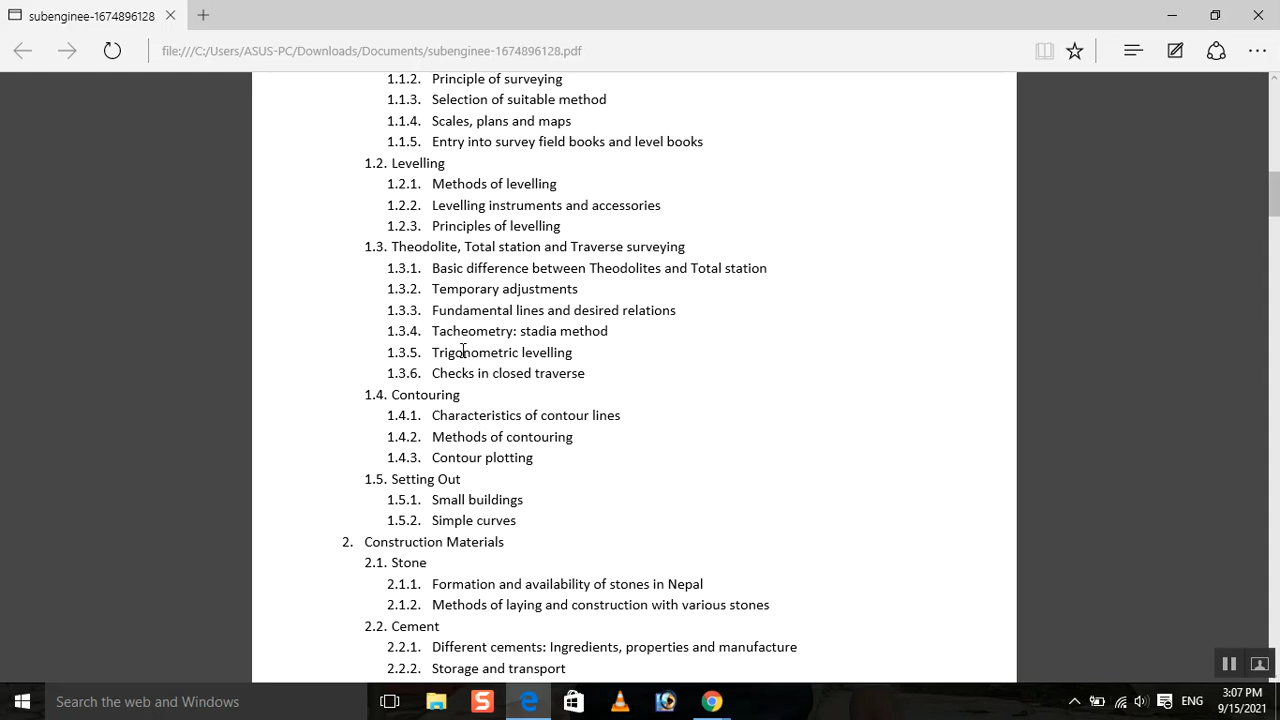 subenginee-1674896128
file:///C:/Users/ASUS-PC/Downloads/Documents/subenginee-1674896128.pdf
1.1.2. Principle of surveying
1.1.3. Selection of suitable method
1.1.4. Scales, plans and maps
1.1.5. Entry into survey field books and level books
1.2. Levelling
1.2.1. Methods of levelling
1.2.2. Levelling instruments and accessories
1.2.3. Principles of levelling
1.3. Theodolite, Total station and Traverse surveying
1.3.1. Basic difference between Theodolites and Total station
1.3.2. Temporary adjustments
1.3.3. Fundamental lines and desired relations
1.3.4. Tacheometry: stadia method
1.3.5. Trigonometric levelling
1.3.6. Checks in closed traverse
1.4. Contouring
1.4.1. Characteristics of contour lines
1.4.2. Methods of contouring
1.4.3. Contour plotting
1.5. Setting Out
1.5.1. Small buildings
1.5.2. Simple curves
2. Construction Materials
2.1. Stone
2.1.1. Formation and availability of stones in Nepal
2.1.2. Methods of laying and construction with various stones
2.2. Cement
2.2.1. Different cements: Ingredients, properties and manufacture
2.2.2. Storage and transport
Search the web and Windows
ENG
3:07 PM
9/15/2021